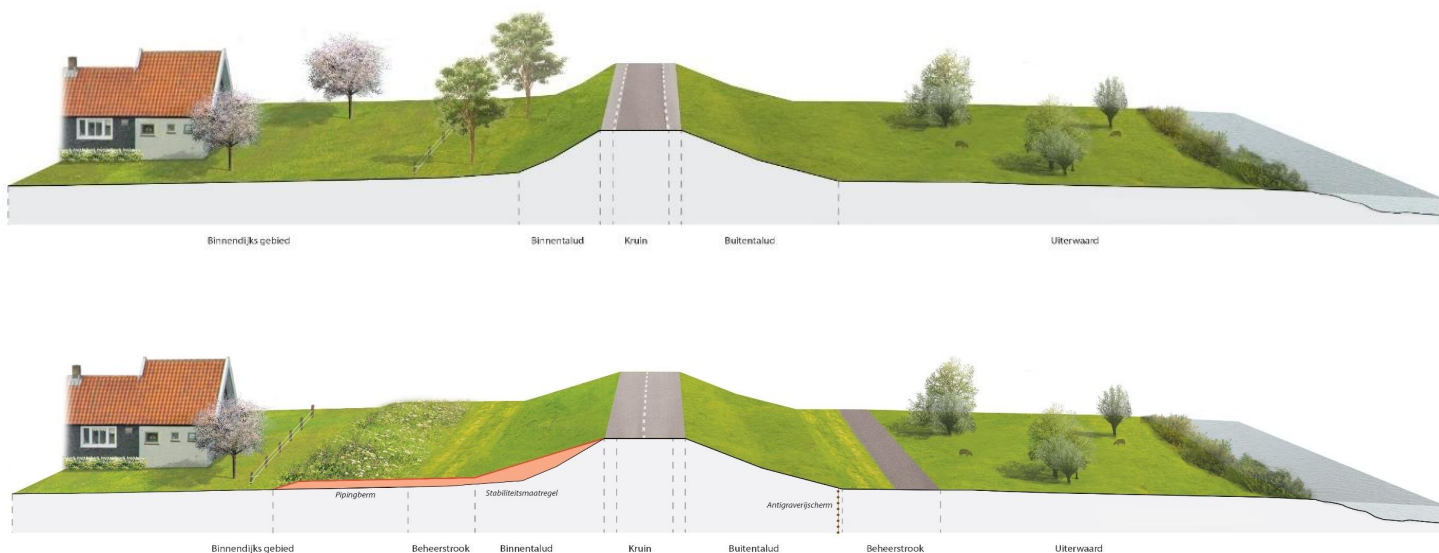 Binnendijks gebied
Binnentalud
Kruin
Buitentalud
Uiterwaard
Pipingberm
Stabiliteitsmaatregel
Antigraverijscherm
Binnendijks gebied
Beheerstrook
Binnentalud
Kruin
Buitentalud
Beheerstrook
Uiterwaard